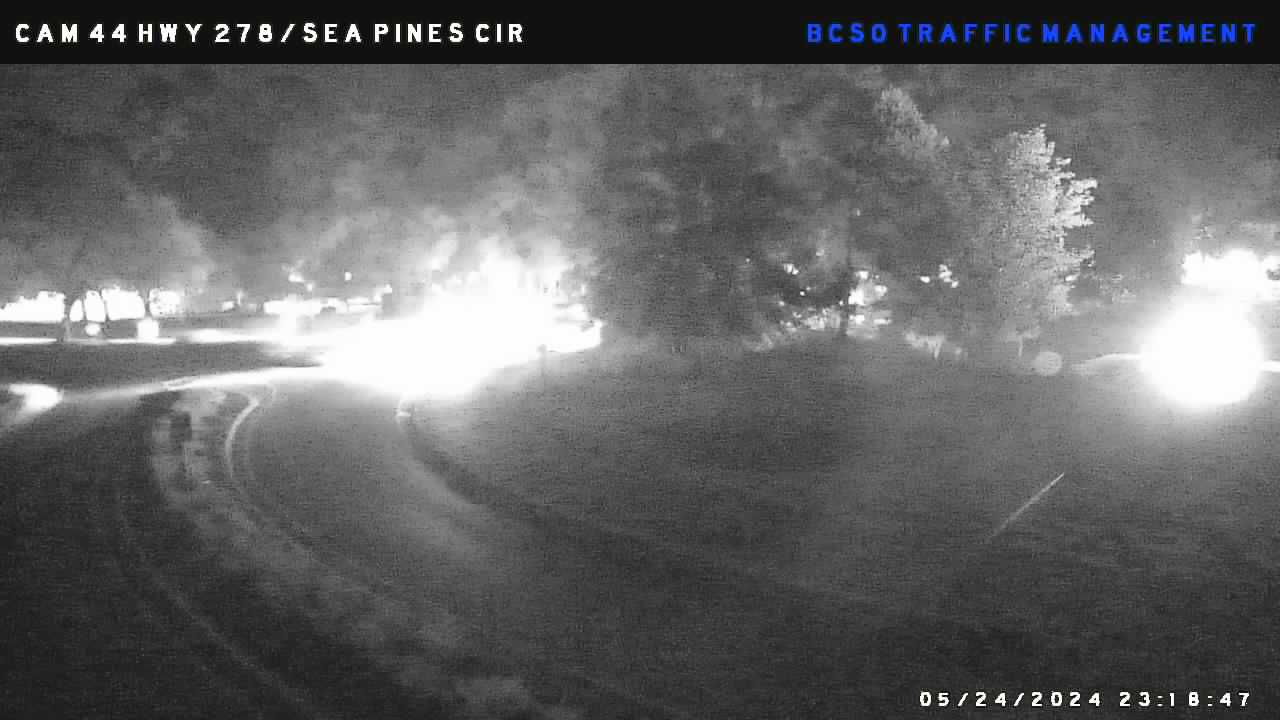 CAM 44 HWY 278/SEA PINES CIR
BCSO TRAFFIC MANAGEMENT
05/24/2024 23:18:47